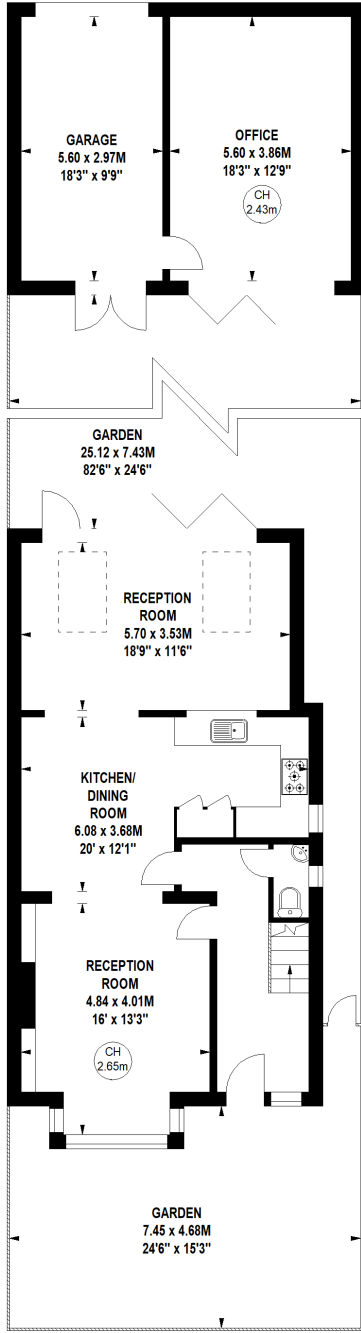 GARAGE
5.60 x 2.97M
18'3" x 9'9"
OFFICE
5.60 x 3.86M
18'3" x 12'9"
CH
2.43m
GARDEN
25.12 x 7.43M
82'6" x 24'6"
RECEPTION
ROOM
5.70 x 3.53M
18'9" x 11'6"
KITCHEN/
DINING
ROOM
6.08 x 3.68M
20' x 12'1"
RECEPTION
ROOM
4.84 x 4.01M
16' x 13'3"
CH
2.65m
GARDEN
7.45 x 4.68M
24'6" x 15'3"